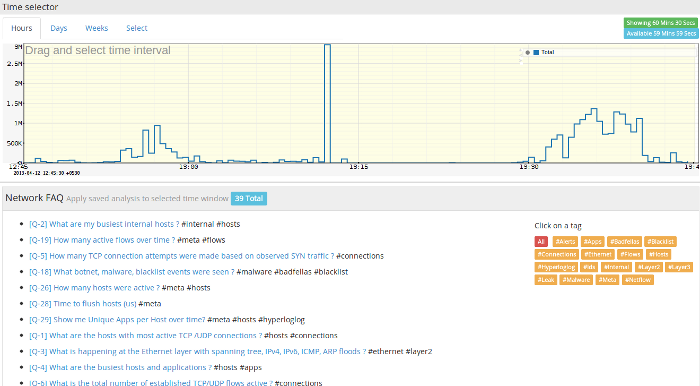 Time selector
Hours Days Weeks Select
Showing 60 Mins 30 Secs
Available 59 Mins 59 Secs
Drag and select time interval
Total
3M
2.5M
2M
1.5M
1M
500K
0
12:45 13:00 13:15 13:30 13:4
2013-04-12 12:45:30 +0530
Network FAQ Apply saved analysis to selected time window 39 Total
[Q-2] What are my busiest internal hosts ? #internal #hosts
[Q-19] How many active flows over time ? #meta #flows
[Q-5] How many TCP connection attempts were made based on observed SYN traffic ? #connections
[Q-18] What botnet, malware, blacklist events were seen ? #malware #badfellas #blacklist
[Q-26] How many hosts were active ? #meta #hosts
[Q-28] Time to flush hosts (us) #meta
[Q-29] Show me Unique Apps per Host over time? #meta #hosts #hyperloglog
[Q-1] What are the hosts with most active TCP /UDP connections ? #hosts #connections
[Q-3] What is happening at the Ethernet layer with spanning tree, IPv4, IPv6, ICMP, ARP floods ? #ethernet #layer2
[Q-4] What are the busiest hosts and applications ? #hosts #apps
[Q-6] What is the total number of established TCP/UDP flows active ? #connections
Click on a tag
All #Alerts #Apps #Badfellas #Blacklist
#Connections #Ethernet #Flows #Hosts
#Hyperloglog #Ids #Internal #Layer2 #Layer3
#Leak #Malware #Meta #Netflow